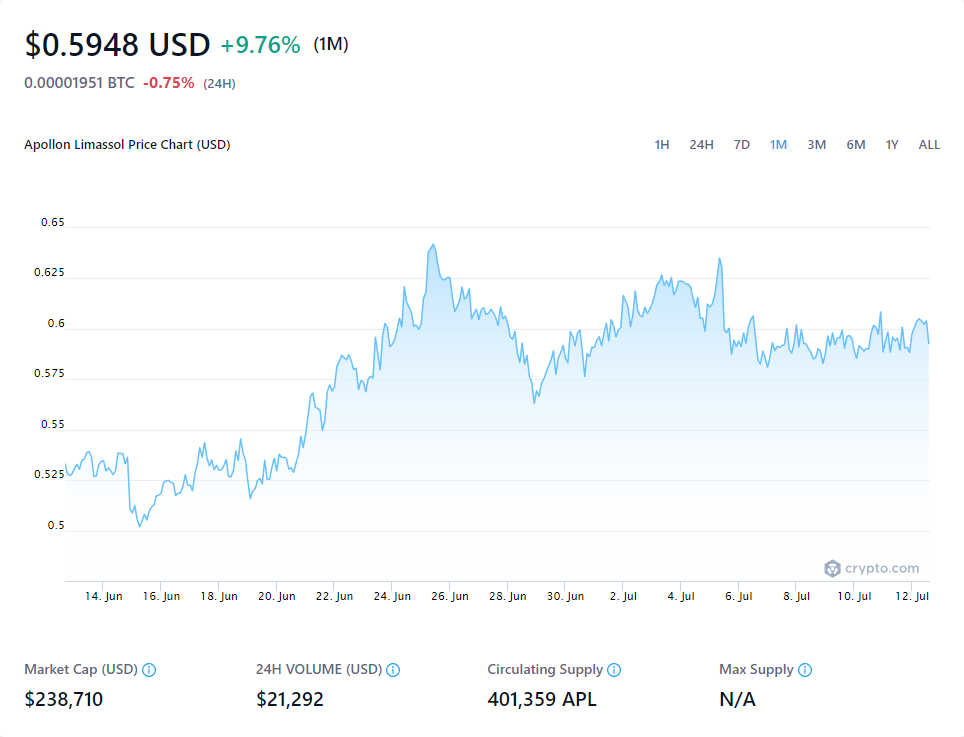 $0.5948 USD +9.76% (1M)
0.00001951 BTC -0.75% (24H)
Apollon Limassol Price Chart (USD) 1H 24H 7D 1M 3M 6M 1Y ALL
0.65
0.625
0.6
0.575
0.55
0.525
0.5
crypto.com
14. Jun 16. Jun 18. Jun 20. Jun 22. Jun 24. Jun 26. Jun 28. Jun 30. Jun 2. Jul 4. Jul 6. Jul 8. Jul 10. Jul 12. Jul
Market Cap (USD) 24H VOLUME (USD) Circulating Supply Max Supply
$238,710 $21,292 401,359 APL N/A